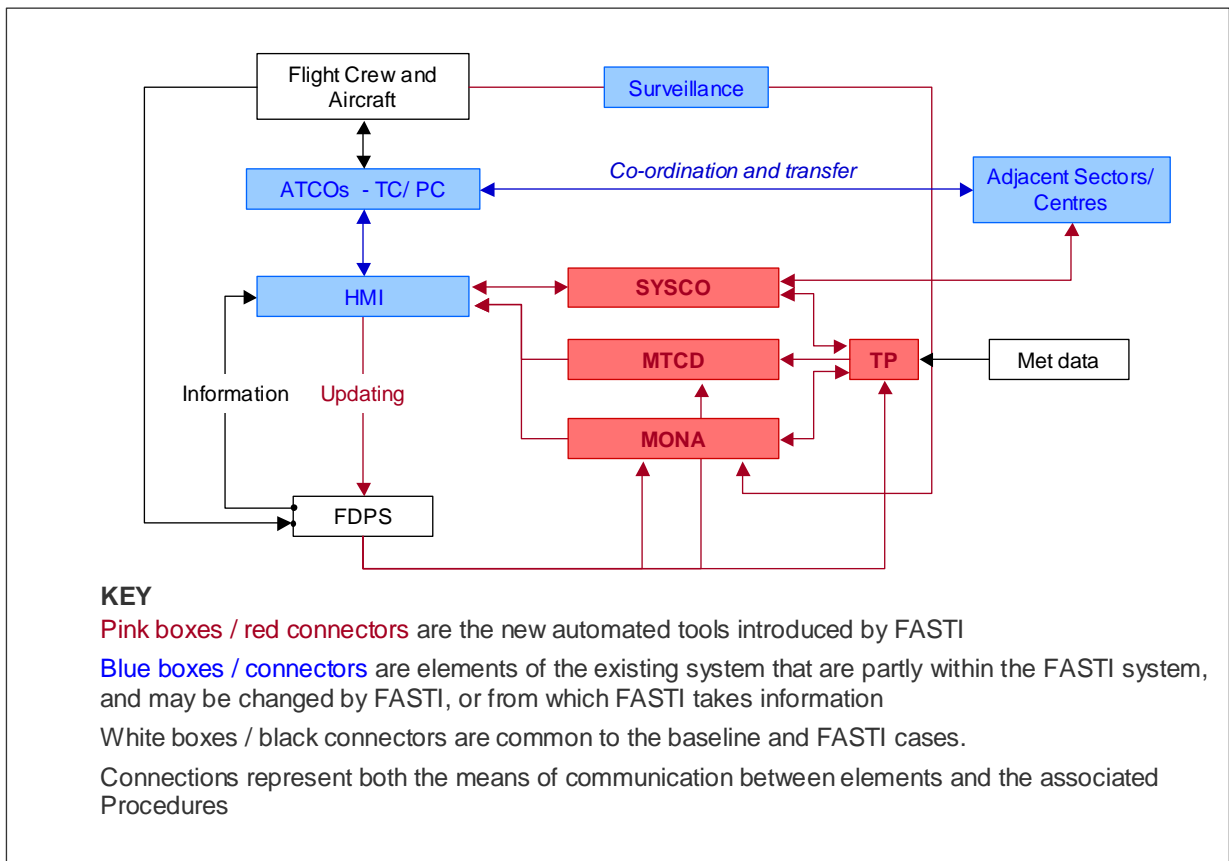 Flight Crew and
Aircraft
Surveillance
ATCOs - TC/ PC
Co-ordination and transfer
Adjacent Sectors/
Centres
HMI
SYSCO
MTCD
TP
Met data
Information
Updating
MONA
FDPS
KEY
Pink boxes / red connectors are the new automated tools introduced by FASTI
Blue boxes / connectors are elements of the existing system that are partly within the FASTI system,
and may be changed by FASTI, or from which FASTI takes information
White boxes / black connectors are common to the baseline and FASTI cases.
Connections represent both the means of communication between elements and the associated
Procedures